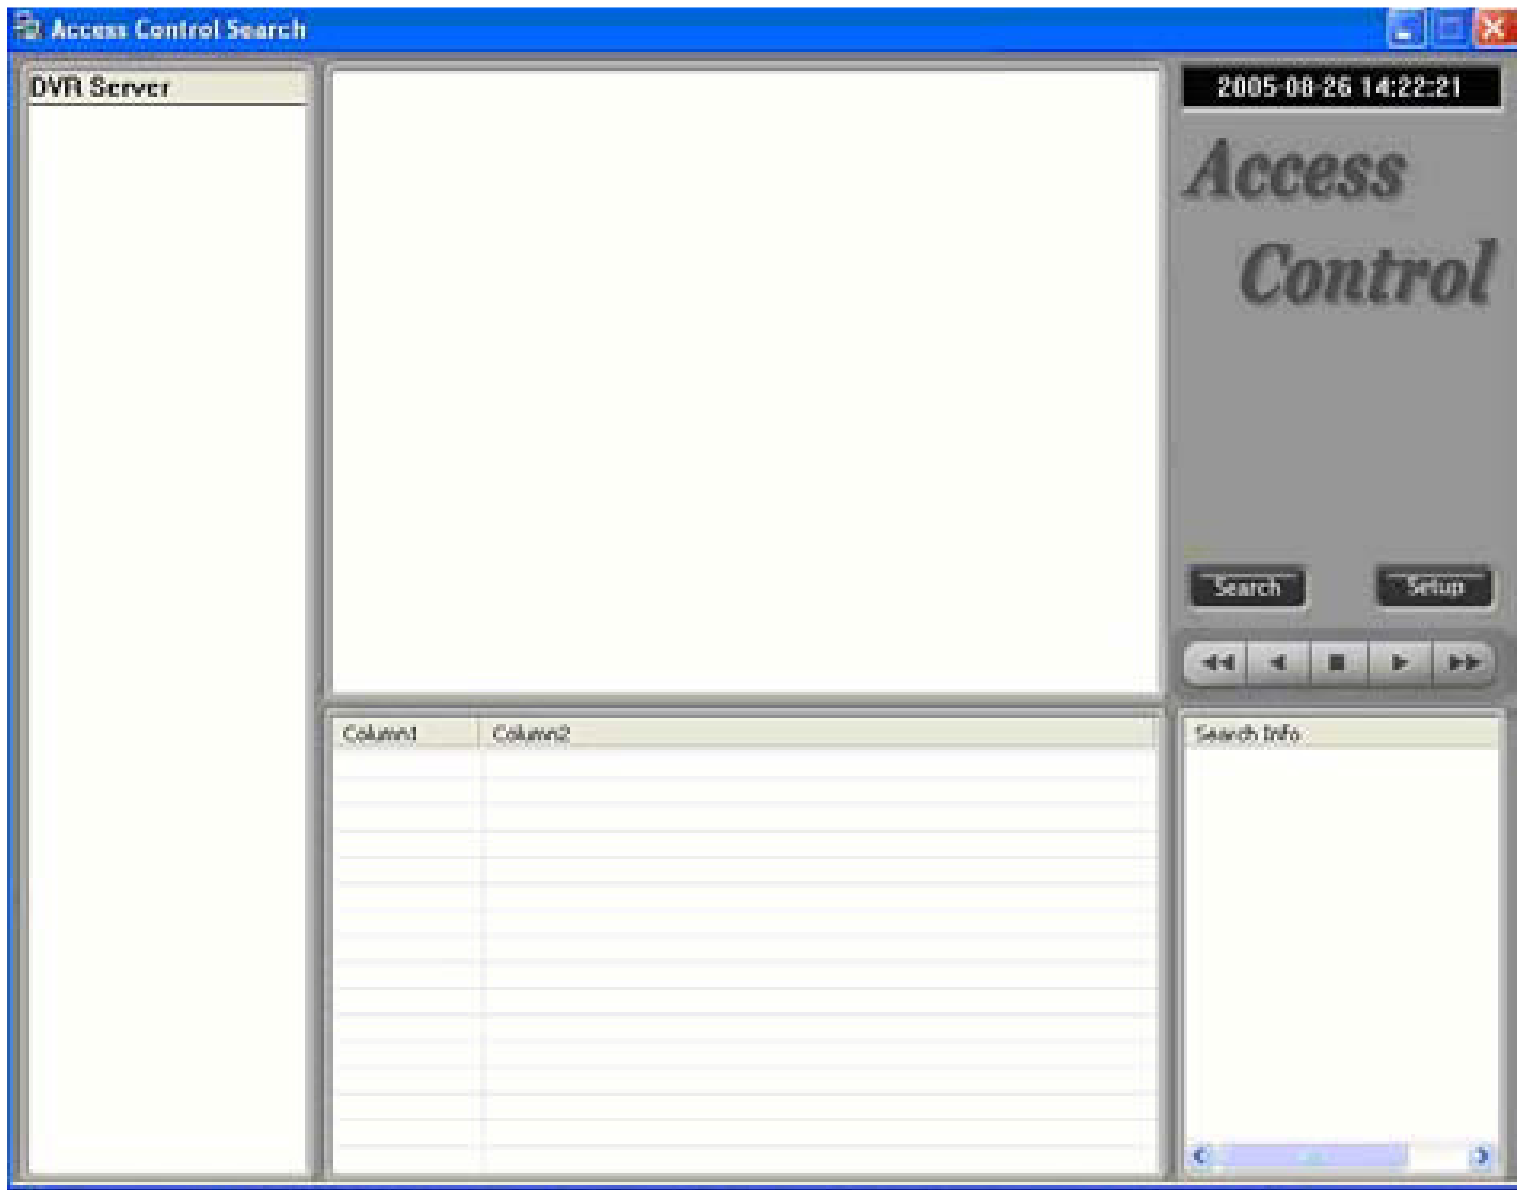 Access Control Search
DVR Server
2005-08-26 14:22:21
Access
Control
Search
Setup
Column1
Column2
Search Info